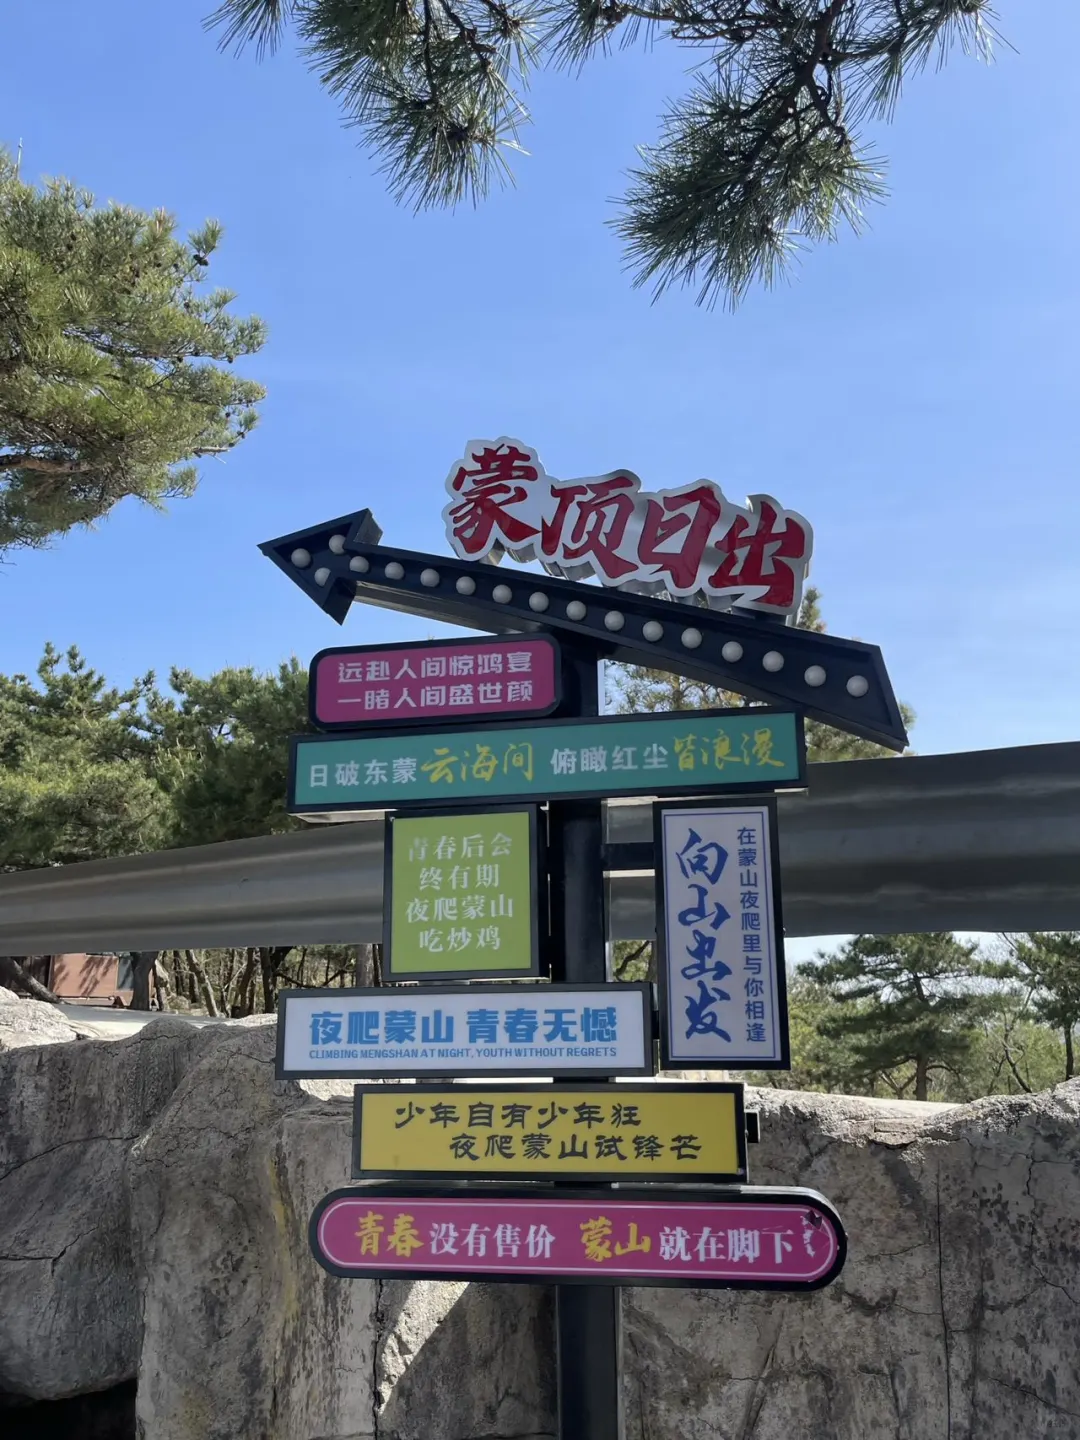 蒙顶日出
远赴人间惊鸿宴
一睹人间盛世颜
日破东蒙云海间 俯瞰红尘皆浪漫
青春后会
终有期
夜爬蒙山
吃炒鸡
在蒙山夜爬里与你相逢
向山出发
夜爬蒙山 青春无憾
CLIMBING MENGSHAN AT NIGHT, YOUTH WITHOUT REGRETS
少年自有少年狂
夜爬蒙山试锋芒
青春没有售价 蒙山就在脚下